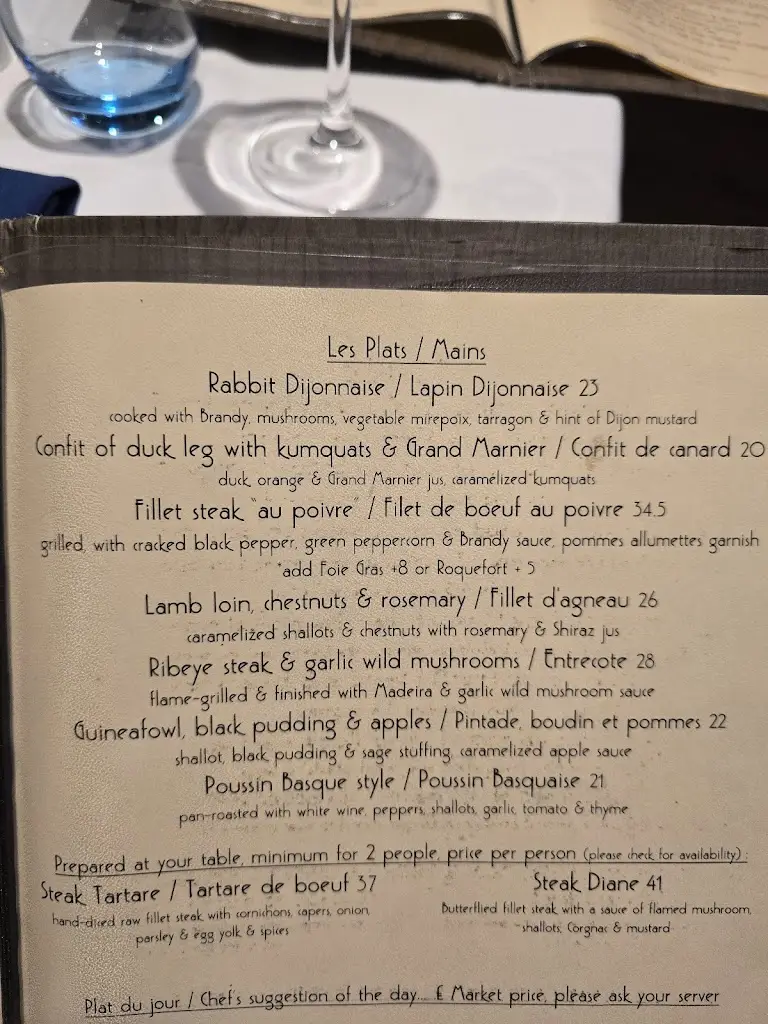 Les Plats / Mains
Rabbit Dijonnaise / Lapin Dijonnaise 23
cooked with Brandy, mushrooms, vegetable mirepoix, tarragon & hint of Dijon mustard
Confit of duck leg with kumquats & Grand Marnier / Confit de canard 20
duck, orange & Grand Marnier jus, caramelized kumquats
Fillet steak "au poivre" / Filet de boeuf au poivre 34.5
grilled, with cracked black pepper, green peppercorn & Brandy sauce, pommes allumettes garnish
*add Foie Gras +8 or Roquefort + 5
Lamb loin, chestnuts & rosemary / Fillet d'agneau 26
caramelized shallots & chestnuts with rosemary & Shiraz jus
Ribeye steak & garlic wild mushrooms / Entrecote 28
flame-grilled & finished with Madeira & garlic wild mushroom sauce
Guineafowl, black pudding & apples / Pintade, boudin et pommes 22
shallot, black pudding & sage stuffing, caramelized apple sauce
Poussin Basque style / Poussin Basquaise 21
pan-roasted with white wine, peppers, shallots, garlic, tomato & thyme
Prepared at your table, minimum for 2 people, price per person (please check for availability) :
Steak Tartare / Tartare de boeuf 37
hand-diced raw fillet steak with cornichons, capers, onion,
parsley & egg yolk & spices
Steak Diane 41
Butterflied fillet steak with a sauce of flamed mushroom,
shallots, Corgnac & mustard
Plat du jour / Chef's suggestion of the day... £ Market price, please ask your server